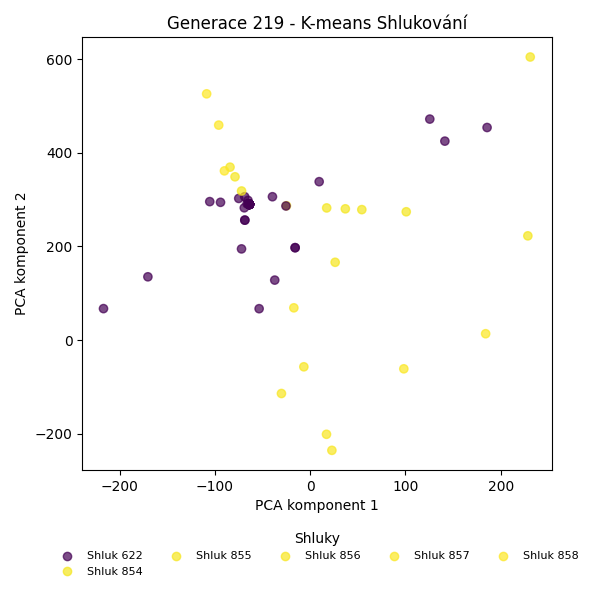 Generace 219 - K-means Shlukování
600
400
200
0
−200
PCA komponent 2
−200 −100 0 100 200
PCA komponent 1
Shluky
Shluk 622 Shluk 855 Shluk 856 Shluk 857 Shluk 858
Shluk 854